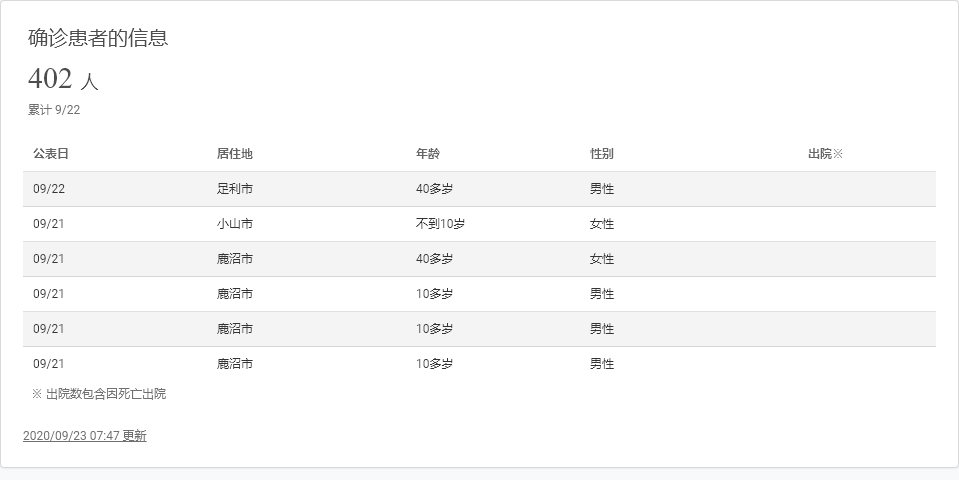 确诊患者的信息
402 人
累计 9/22
公表日 居住地 年龄 性别 出院※
09/22 足利市 40多岁 男性
09/21 小山市 不到10岁 女性
09/21 鹿沼市 40多岁 女性
09/21 鹿沼市 10多岁 男性
09/21 鹿沼市 10多岁 男性
09/21 鹿沼市 10多岁 男性
※ 出院数包含因死亡出院
2020/09/23 07:47 更新